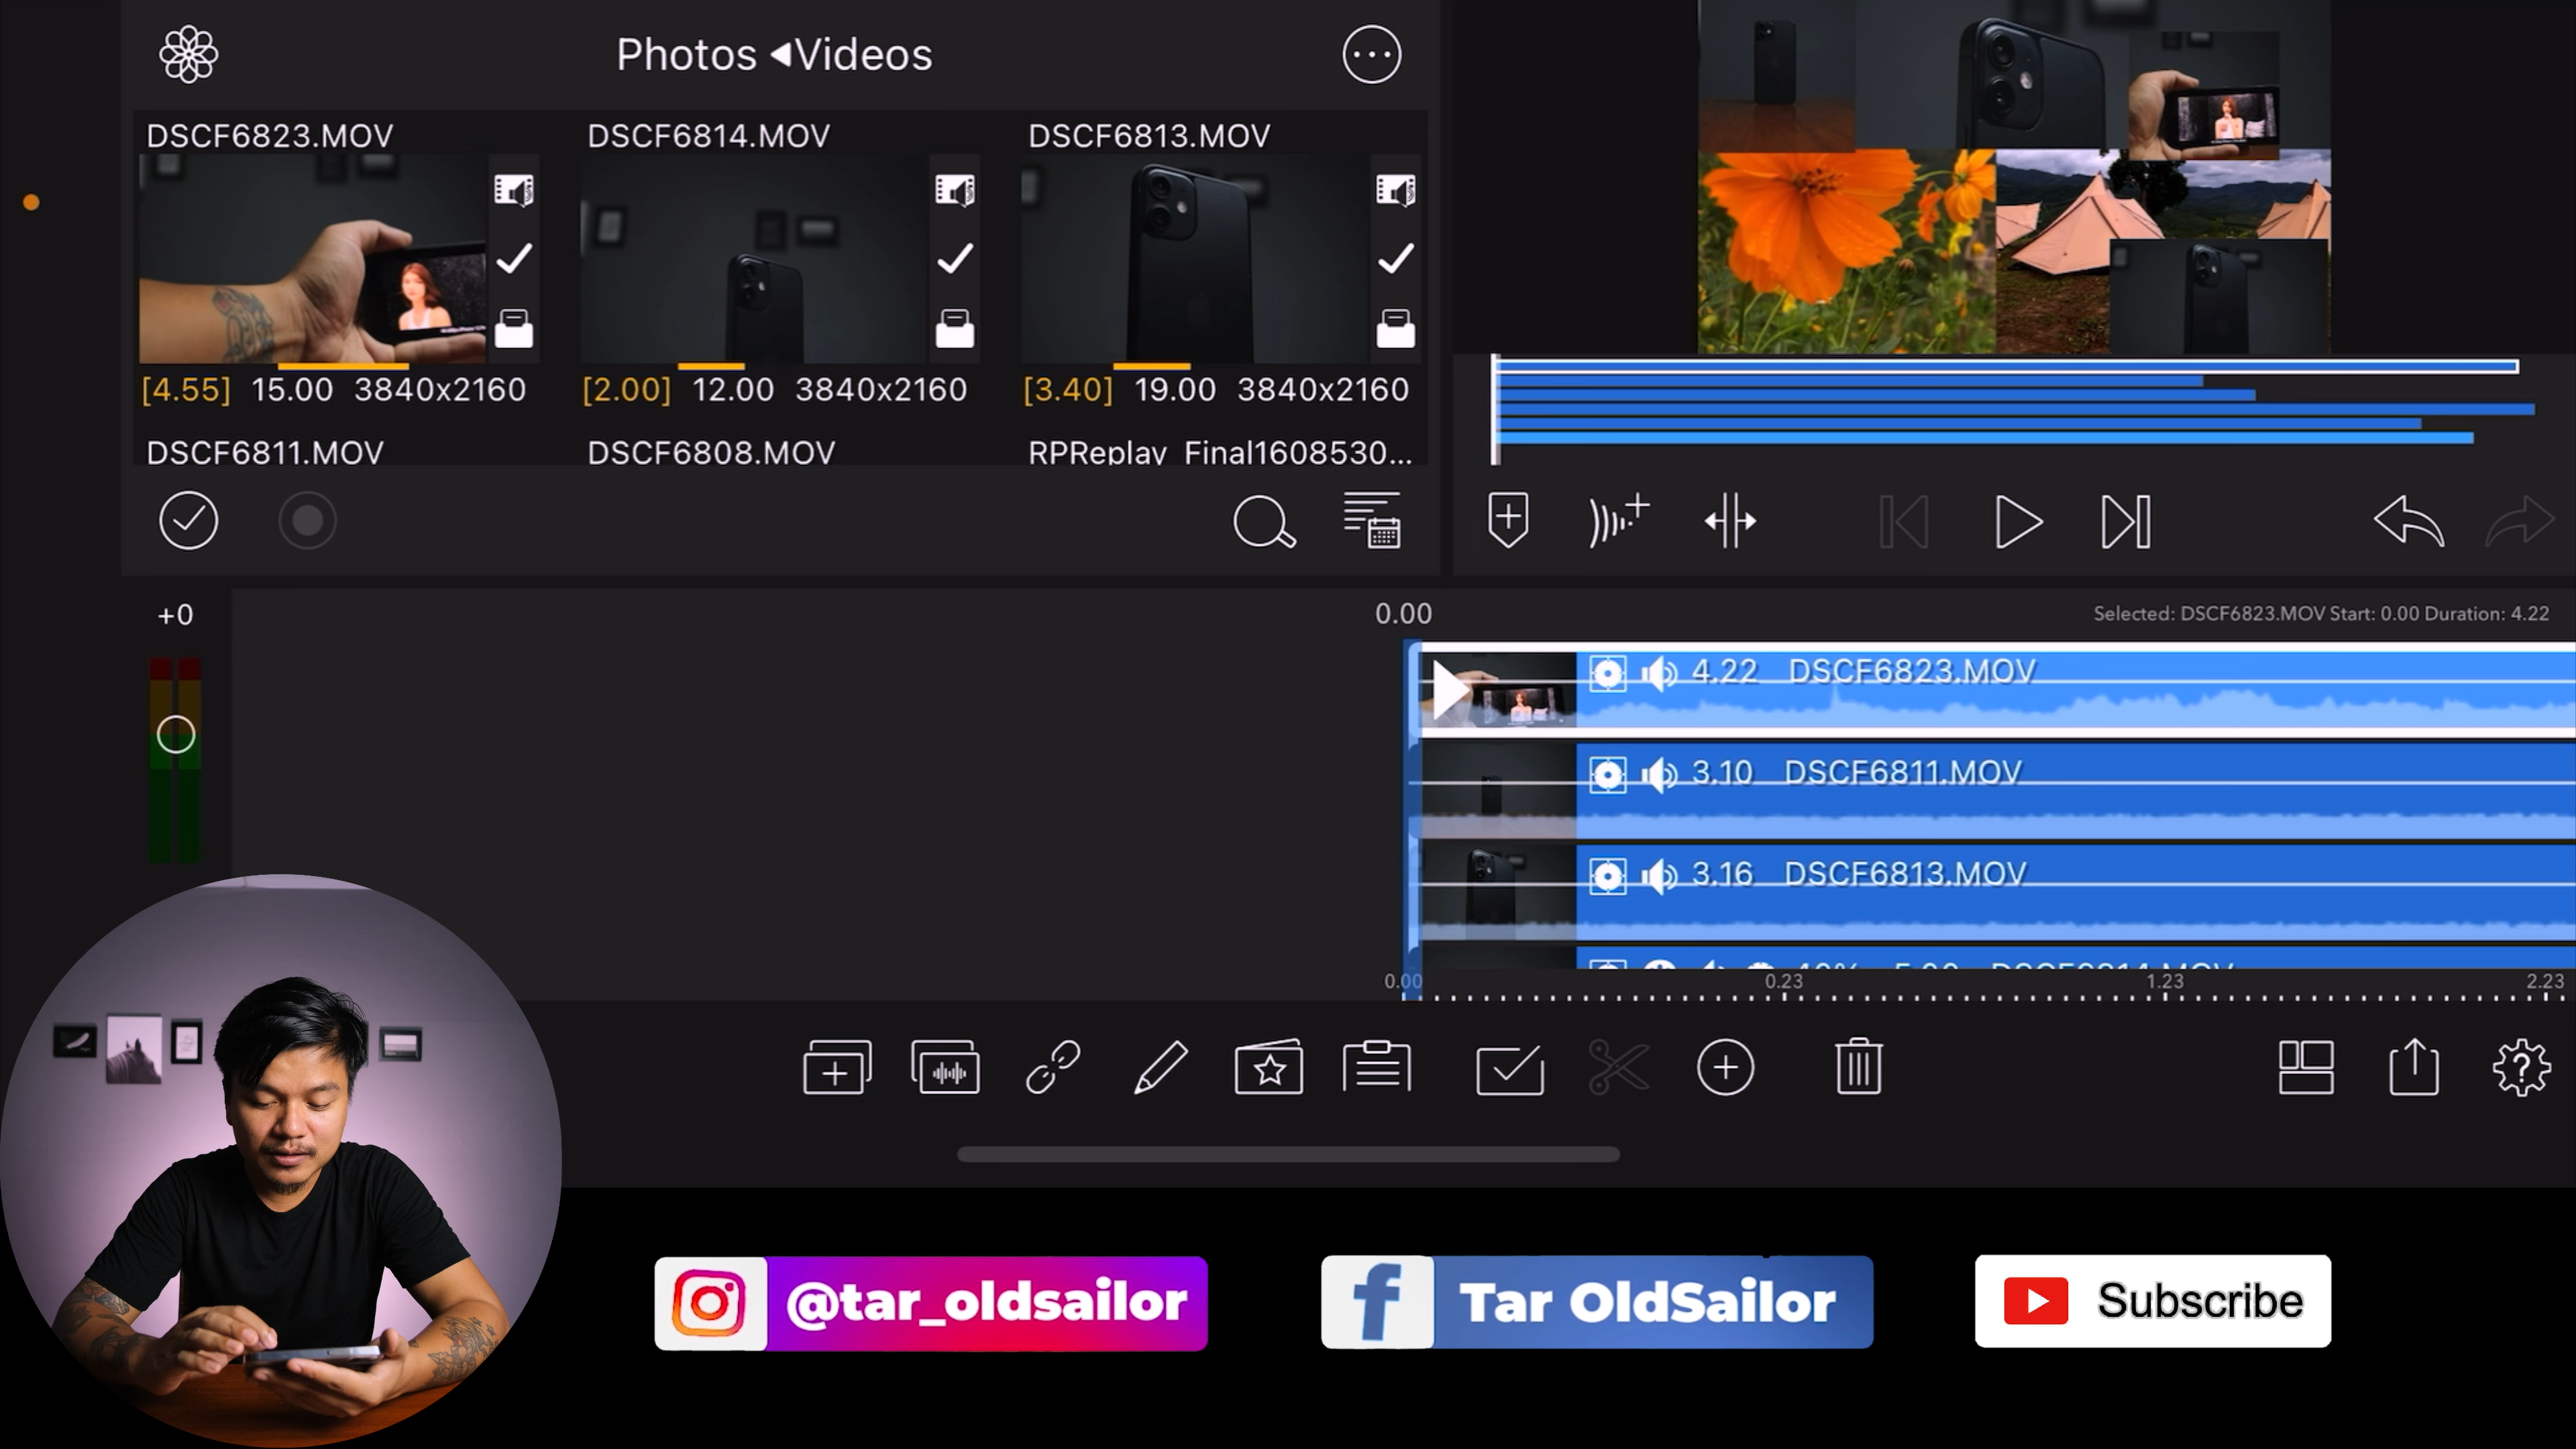 Photos ◀Videos
DSCF6823.MOV
DSCF6814.MOV
DSCF6813.MOV
[4.55] 15.00 3840x2160
[2.00] 12.00 3840x2160
[3.40] 19.00 3840x2160
DSCF6811.MOV
DSCF6808.MOV
RPReplay_Final1608530...
+0
0.00
Selected: DSCF6823.MOV Start: 0.00 Duration: 4.22
4.22 DSCF6823.MOV
3.10 DSCF6811.MOV
3.16 DSCF6813.MOV
DSCF6814.MOV
0.00 0.23 1.23 2.23
@tar_oldsailor
Tar OldSailor
Subscribe